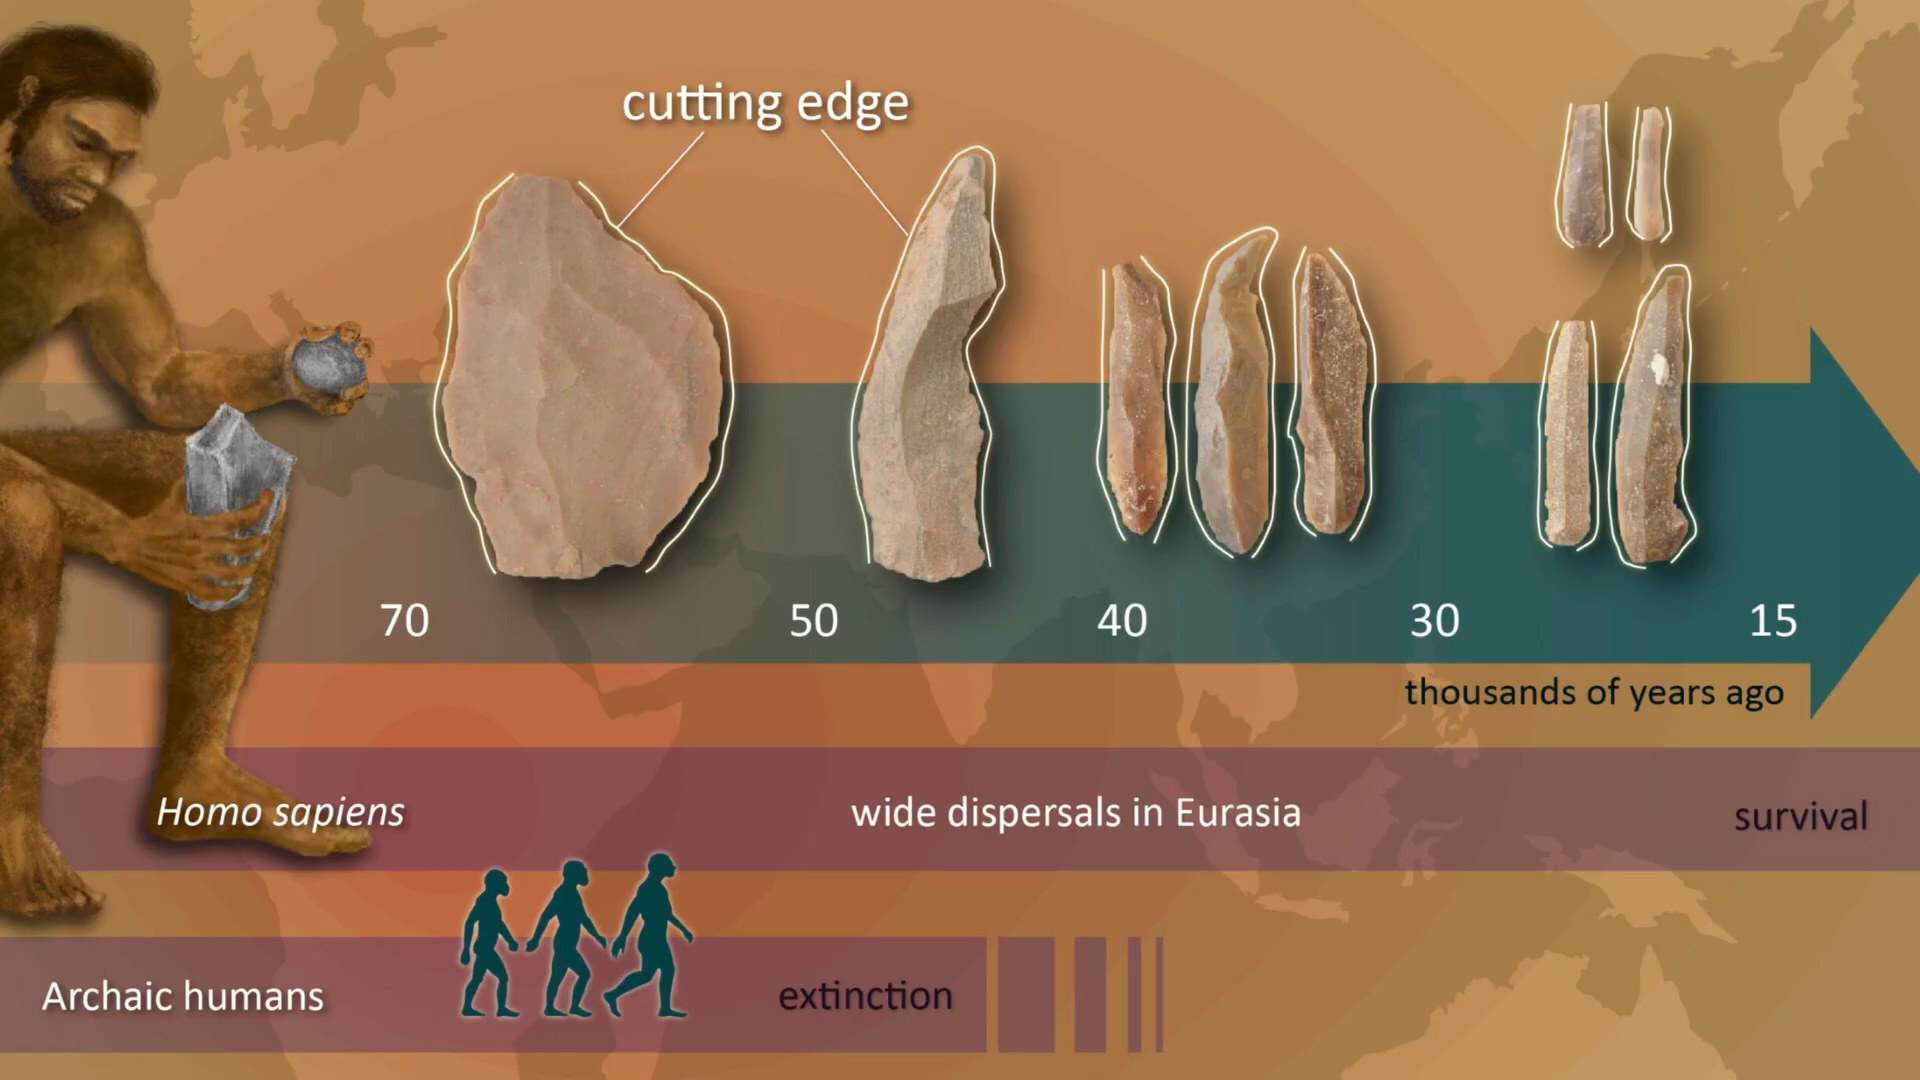 cutting edge
70 50 40 30 15
thousands of years ago
Homo sapiens wide dispersals in Eurasia survival
Archaic humans extinction